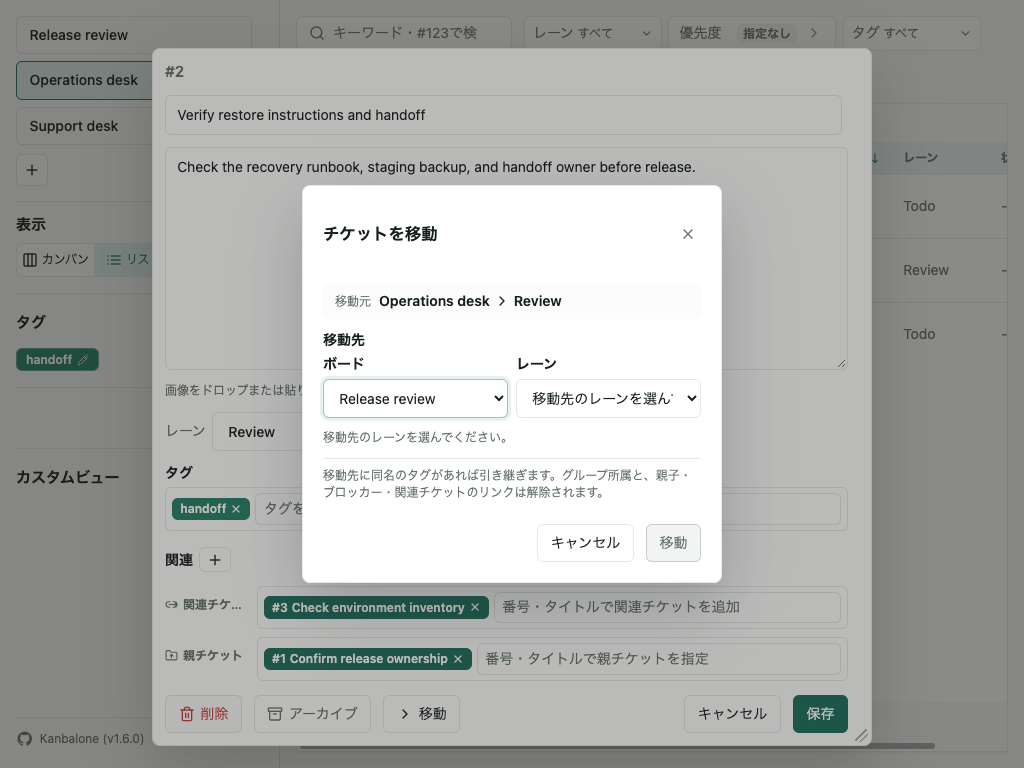 Release review
Operations desk
Support desk
表示
カンバン
リス
タグ
handoff
カスタムビュー
Kanbalone (v1.6.0)
キーワード・#123で検
レーン すべて
優先度 指定なし
タグ すべて
レーン
Todo
Review
Todo
#2
Verify restore instructions and handoff
Check the recovery runbook, staging backup, and handoff owner before release.
画像をドロップまたは貼り
レーン Review
タグ
handoff × タグを
関連
関連チケ... #3 Check environment inventory × 番号・タイトルで関連チケットを追加
親チケット #1 Confirm release ownership × 番号・タイトルで親チケットを指定
削除 アーカイブ 移動 キャンセル 保存
チケットを移動
移動元 Operations desk > Review
移動先
ボード レーン
Release review 移動先のレーンを選ん
移動先のレーンを選んでください。
移動先に同名のタグがあれば引き継ぎます。グループ所属と、親子・
ブロッカー・関連チケットのリンクは解除されます。
キャンセル 移動